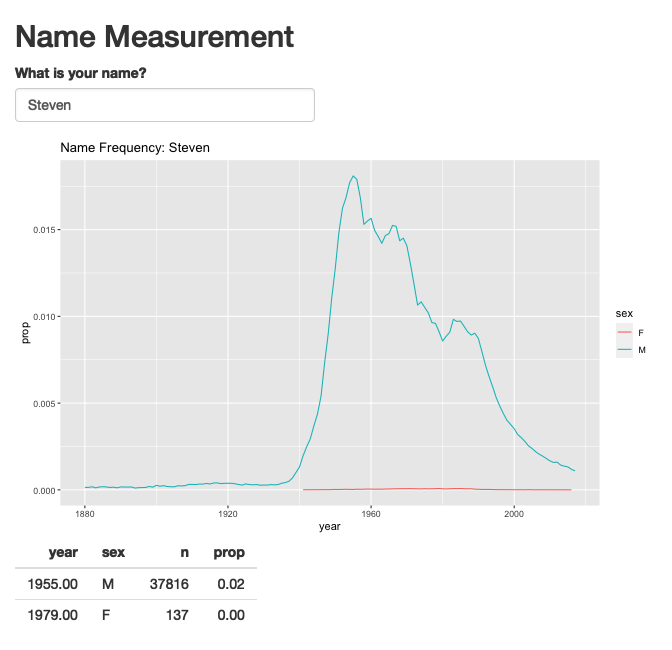 Name Measurement
What is your name?
Steven
Name Frequency: Steven
0.015
0.010
0.005
0.000
prop
1880 1920 1960 2000
year
sex
F
M
year sex n prop
1955.00 M 37816 0.02
1979.00 F 137 0.00